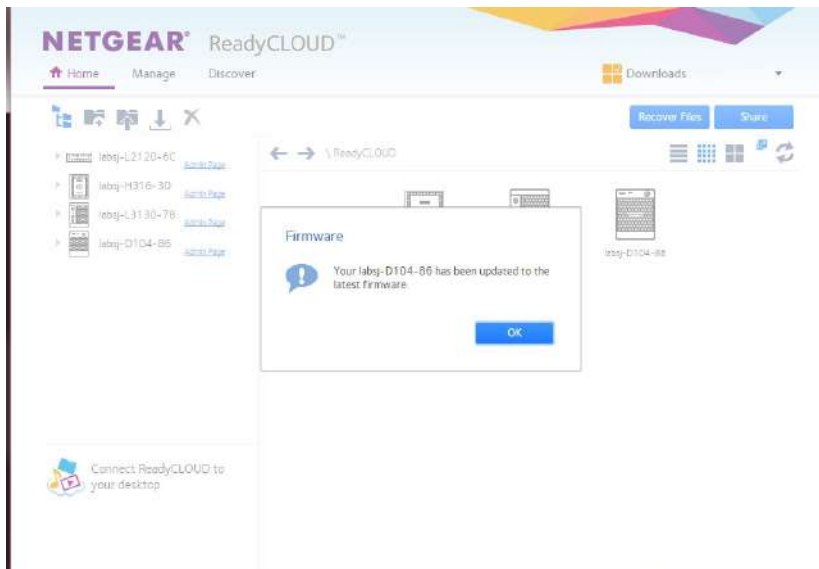 NETGEAR® ReadyCLOUD™
Home Manage Discover
Downloads
Recover Files Share
labsj-L2120-6C Admin Page
\ ReadyCLOUD
labsj-M316-30 Admin Page
labsj-L3130-78 Admin Page
labsj-D104-86 Admin Page
labsj-D104-86
Firmware
Your labsj-D104-86 has been updated to the
latest firmware.
OK
Connect ReadyCLOUD to
your desktop